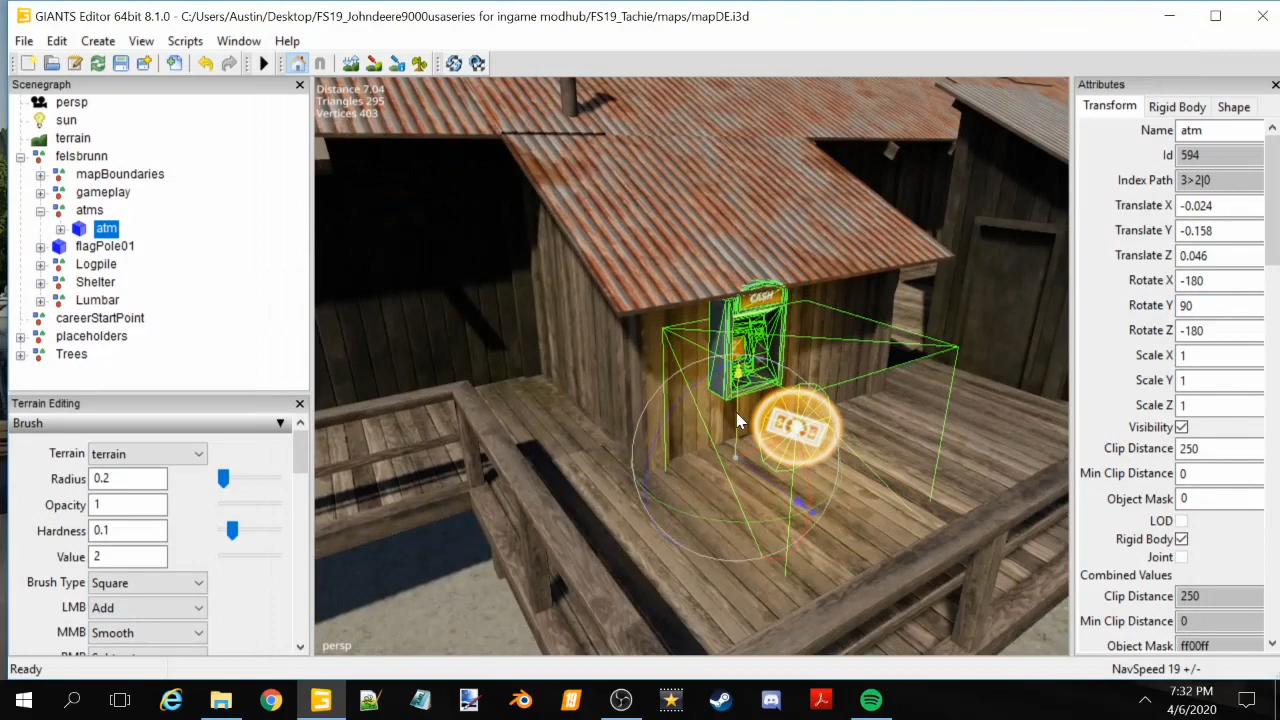 GIANTS Editor 64bit 8.1.0 - C:/Users/Austin/Desktop/FS19_Johndeere9000usaseries for ingame modhub/FS19_Tachie/maps/mapDE.i3d
File Edit Create View Scripts Window Help
Scenegraph
persp
sun
terrain
felsbrunn
mapBoundaries
gameplay
atms
atm
flagPole01
Logpile
Shelter
Lumbar
careerStartPoint
placeholders
Trees
Terrain Editing
Brush
Terrain terrain
Radius 0.2
Opacity 1
Hardness 0.1
Value 2
Brush Type Square
LMB Add
MMB Smooth
Distance 7.04
Triangles 295
Vertices 403
CASH
persp
Attributes
Transform Rigid Body Shape
Name atm
Id 594
Index Path 3>2|0
Translate X -0.024
Translate Y -0.158
Translate Z 0.046
Rotate X -180
Rotate Y 90
Rotate Z -180
Scale X 1
Scale Y 1
Scale Z 1
Visibility
Clip Distance 250
Min Clip Distance 0
Object Mask 0
LOD
Rigid Body
Joint
Combined Values
Clip Distance 250
Min Clip Distance 0
Object Mask ff00ff
Ready
NavSpeed 19 +/-
19
7:32 PM
4/6/2020